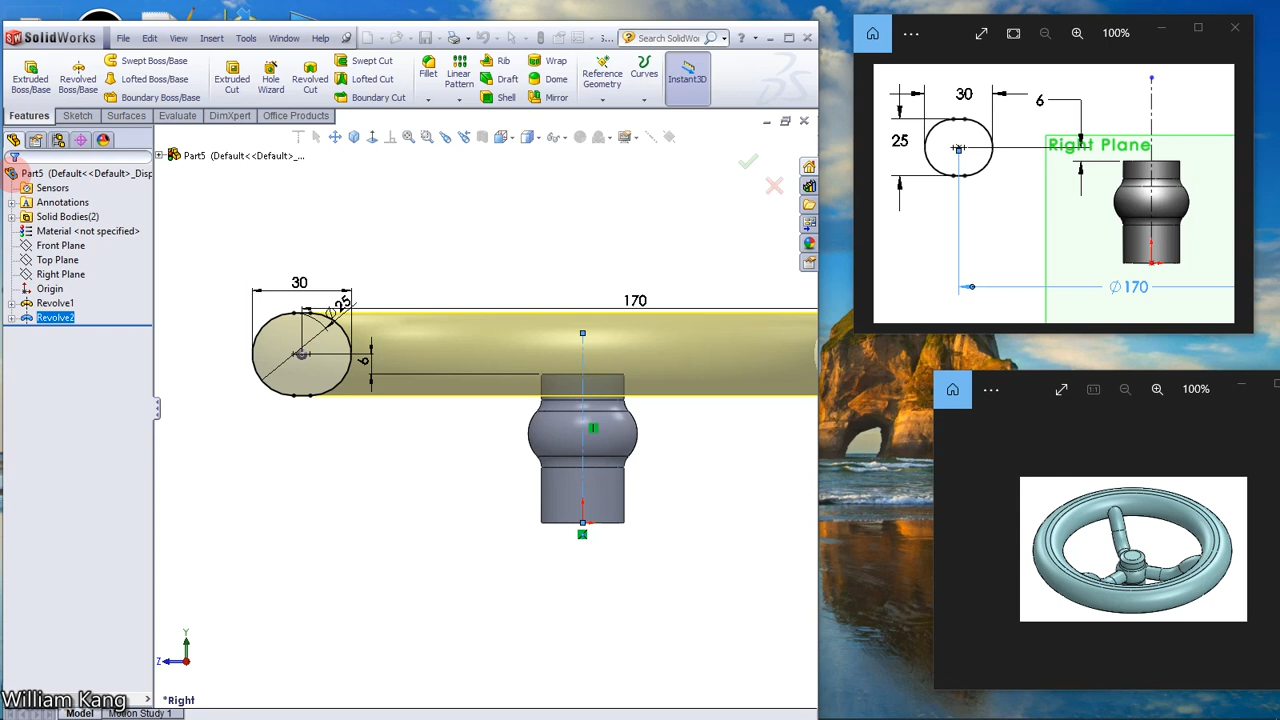 SolidWorks File Edit View Insert Tools Window Help 3... Search SolidWo
Extruded Boss/Base
Revolved Boss/Base
Swept Boss/Base
Lofted Boss/Base
Boundary Boss/Base
Extruded Cut
Hole Wizard
Revolved Cut
Swept Cut
Lofted Cut
Boundary Cut
Fillet
Linear Pattern
Rib
Draft
Shell
Wrap
Dome
Mirror
Reference Geometry
Curves
Instant3D
Features Sketch Surfaces Evaluate DimXpert Office Products
Part5 (Default<<Default>_Disp
Sensors
Annotations
Solid Bodies(2)
Material <not specified>
Front Plane
Top Plane
Right Plane
Origin
Revolve1
Revolve2
Part5 (Default<<Default>_...
30
∅25
170
6
Y
Z
*Right
William Kang
Model Motion Study 1
100%
30
6
25
Right Plane
∅170
100%